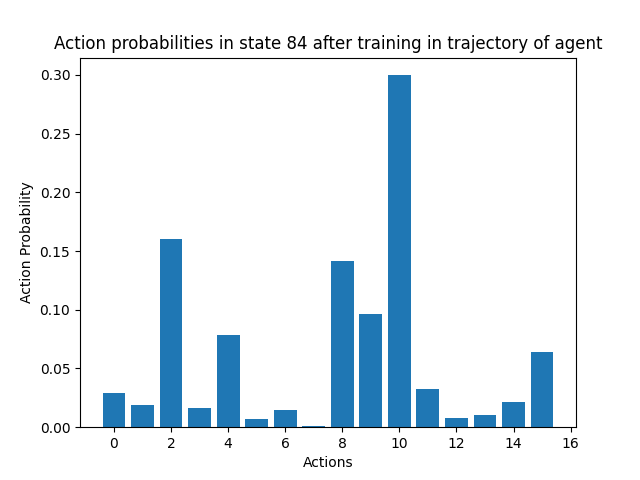 Action probabilities in state 84 after training in trajectory of agent
0.30
0.25
0.20
0.15
0.10
0.05
0.00
Action Probability
0 2 4 6 8 10 12 14 16
Actions